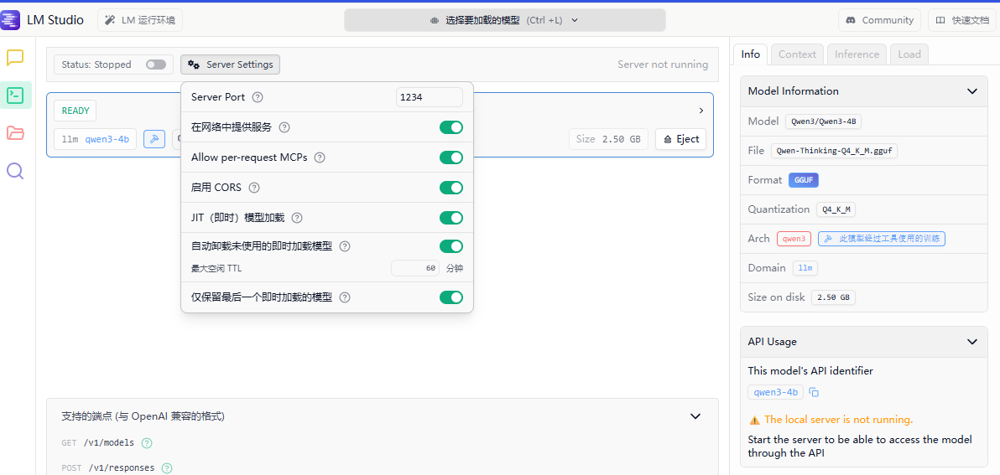 LM Studio
LM 运行环境
选择要加载的模型 (Ctrl +L)
Community
快速文档
Status: Stopped
Server Settings
Server not running
READY
llm qwen3-4b
Size 2.50 GB
Eject
Server Port
1234
在网络中提供服务
Allow per-request MCPs
启用 CORS
JIT（即时）模型加载
自动卸载未使用的即时加载模型
最大空闲 TTL
60 分钟
仅保留最后一个即时加载的模型
支持的端点 (与 OpenAI 兼容的格式)
GET /v1/models
POST /v1/responses
Info
Context
Inference
Load
Model Information
Model Qwen3/Qwen3-4B
File Qwen-Thinking-Q4_K_M.gguf
Format GGUF
Quantization Q4_K_M
Arch qwen3 此模型经过工具使用的训练
Domain llm
Size on disk 2.50 GB
API Usage
This model's API identifier
qwen3-4b
The local server is not running.
Start the server to be able to access the model
through the API